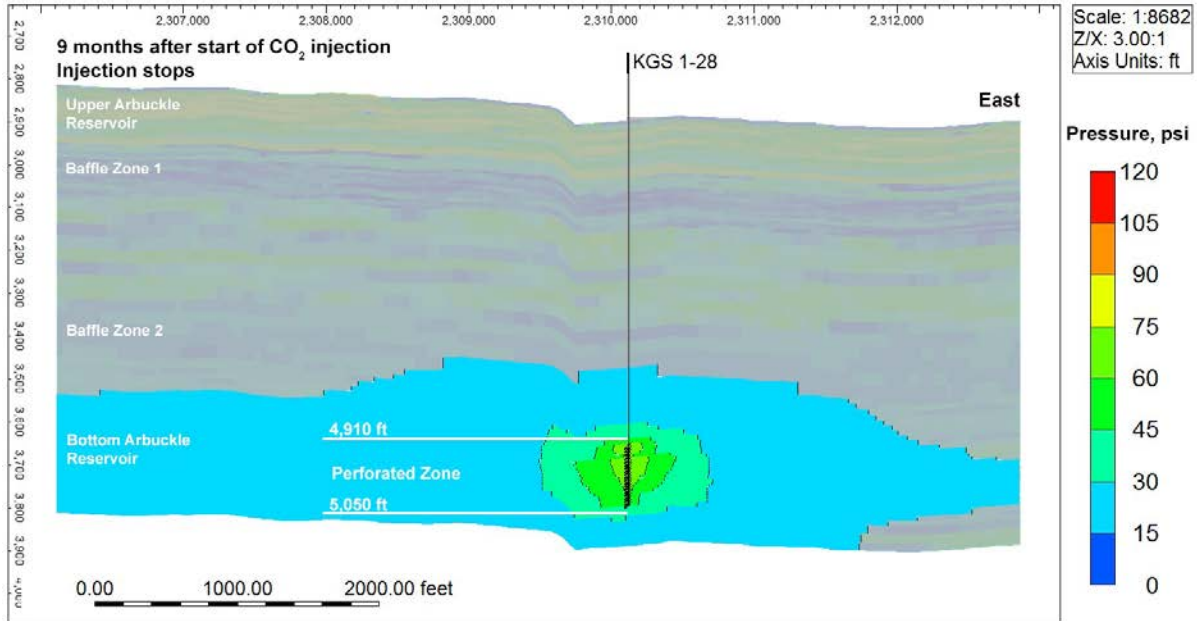 2,307,000 2,308,000 2,309,000 2,310,000 2,311,000 2,312,000
Scale: 1:8682
Z/X: 3.00:1
Axis Units: ft
9 months after start of CO₂ injection
Injection stops
KGS 1-28
East
Upper Arbuckle
Reservoir
Baffle Zone 1
Baffle Zone 2
Bottom Arbuckle
Reservoir
4,910 ft
Perforated Zone
5,050 ft
2,700
2,800
2,900
3,000
3,100
3,200
3,300
3,400
3,500
3,600
3,700
3,800
3,900
4,000
0.00 1000.00 2000.00 feet
Pressure, psi
120
105
90
75
60
45
30
15
0